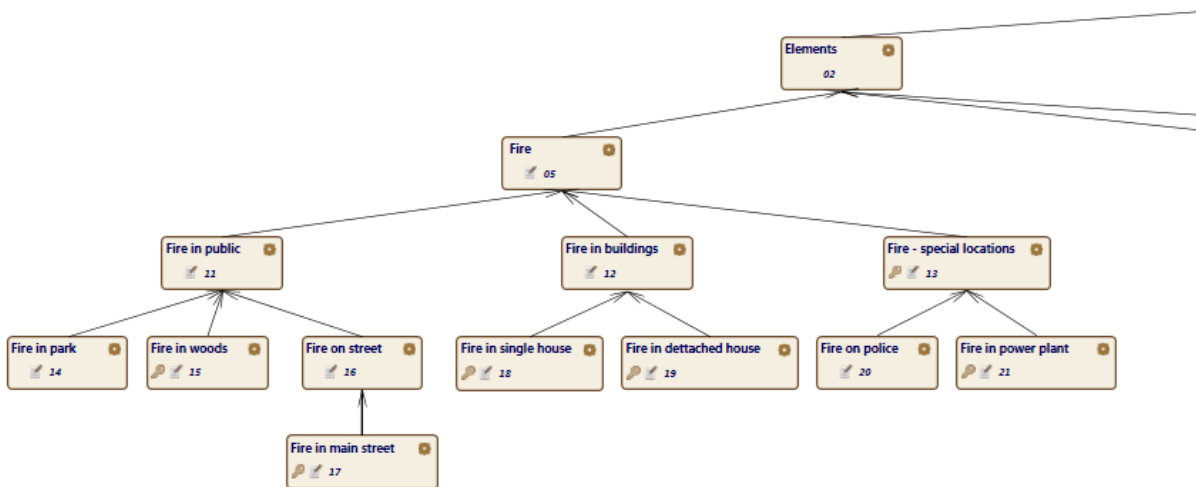 Elements
02
Fire
05
Fire in public
11
Fire in buildings
12
Fire - special locations
13
Fire in park
14
Fire in woods
15
Fire on street
16
Fire in single house
18
Fire in dettached house
19
Fire on police
20
Fire in power plant
21
Fire in main street
17